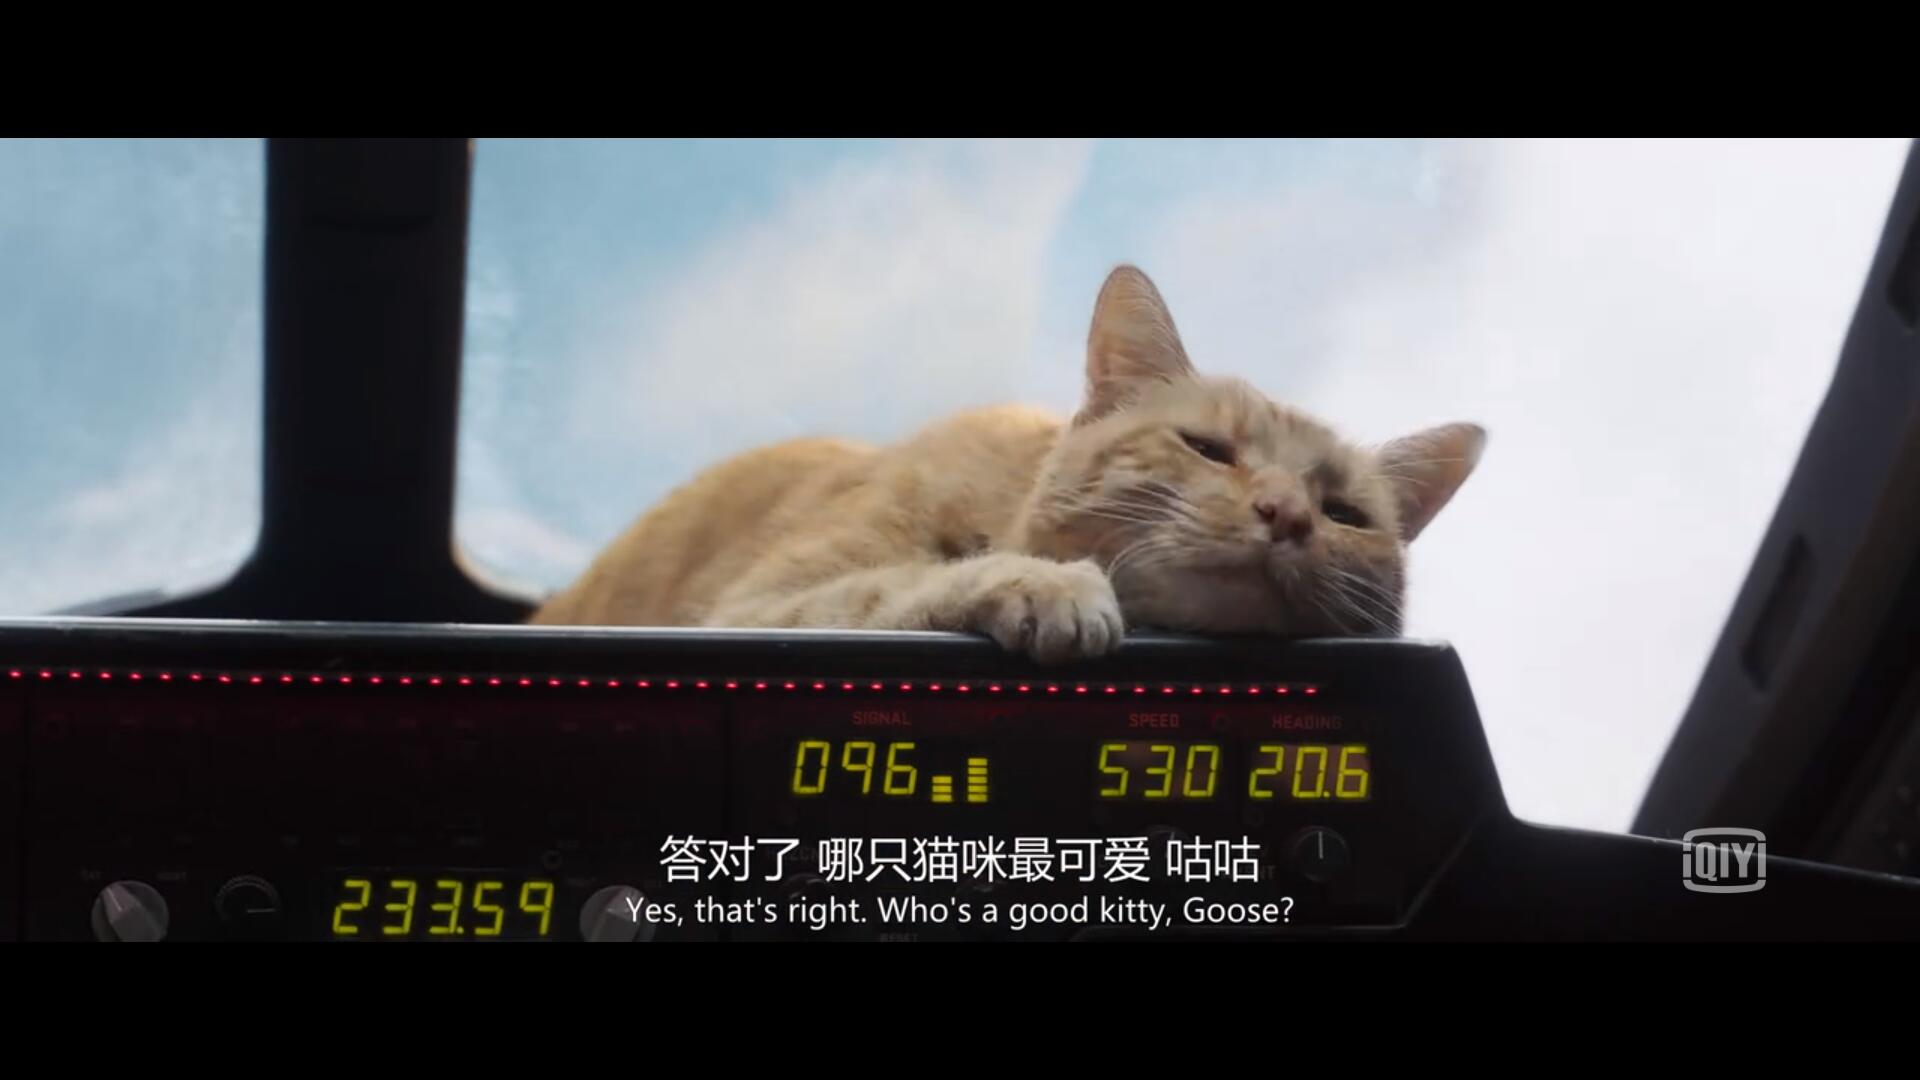 SIGNAL SPEED HEADING
096 530 20.6
答对了 哪只猫咪最可爱 咕咕
233.59
Yes, that's right. Who's a good kitty, Goose?
RESET
iQIYI